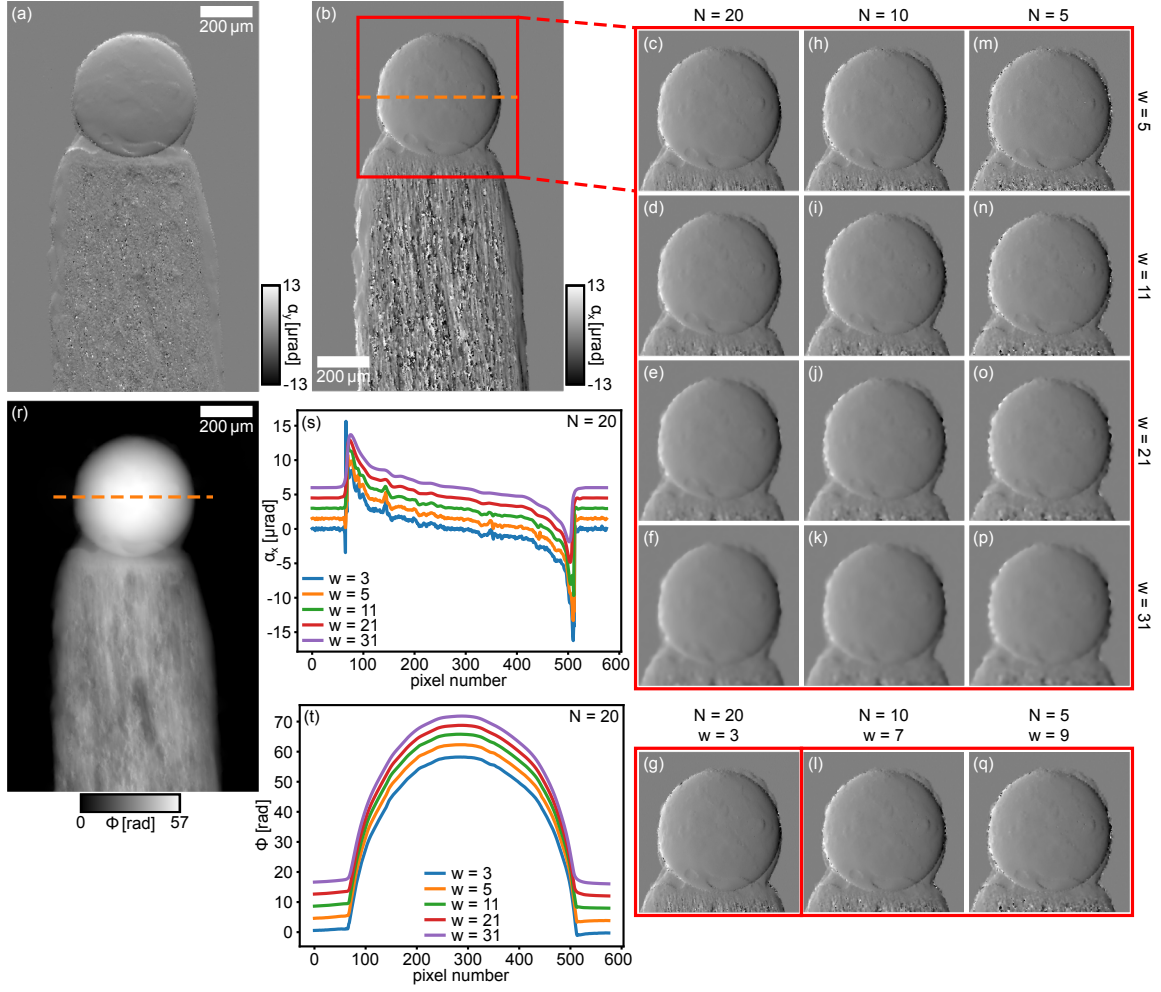 (a)
200 µm
13
α_y [µrad]
-13
(b)
200 µm
13
α_x [µrad]
-13
N = 20
N = 10
N = 5
(c)
(h)
(m)
w = 5
(d)
(i)
(n)
w = 11
(e)
(j)
(o)
w = 21
(f)
(k)
(p)
w = 31
(r)
200 µm
0
Φ [rad]
57
(s)
N = 20
15
10
5
0
-5
-10
-15
α_x [µrad]
w = 3
w = 5
w = 11
w = 21
w = 31
0
100
200
300
400
500
600
pixel number
(t)
N = 20
70
60
50
40
30
20
10
0
Φ [rad]
w = 3
w = 5
w = 11
w = 21
w = 31
0
100
200
300
400
500
600
pixel number
N = 20
w = 3
N = 10
w = 7
N = 5
w = 9
(g)
(l)
(q)